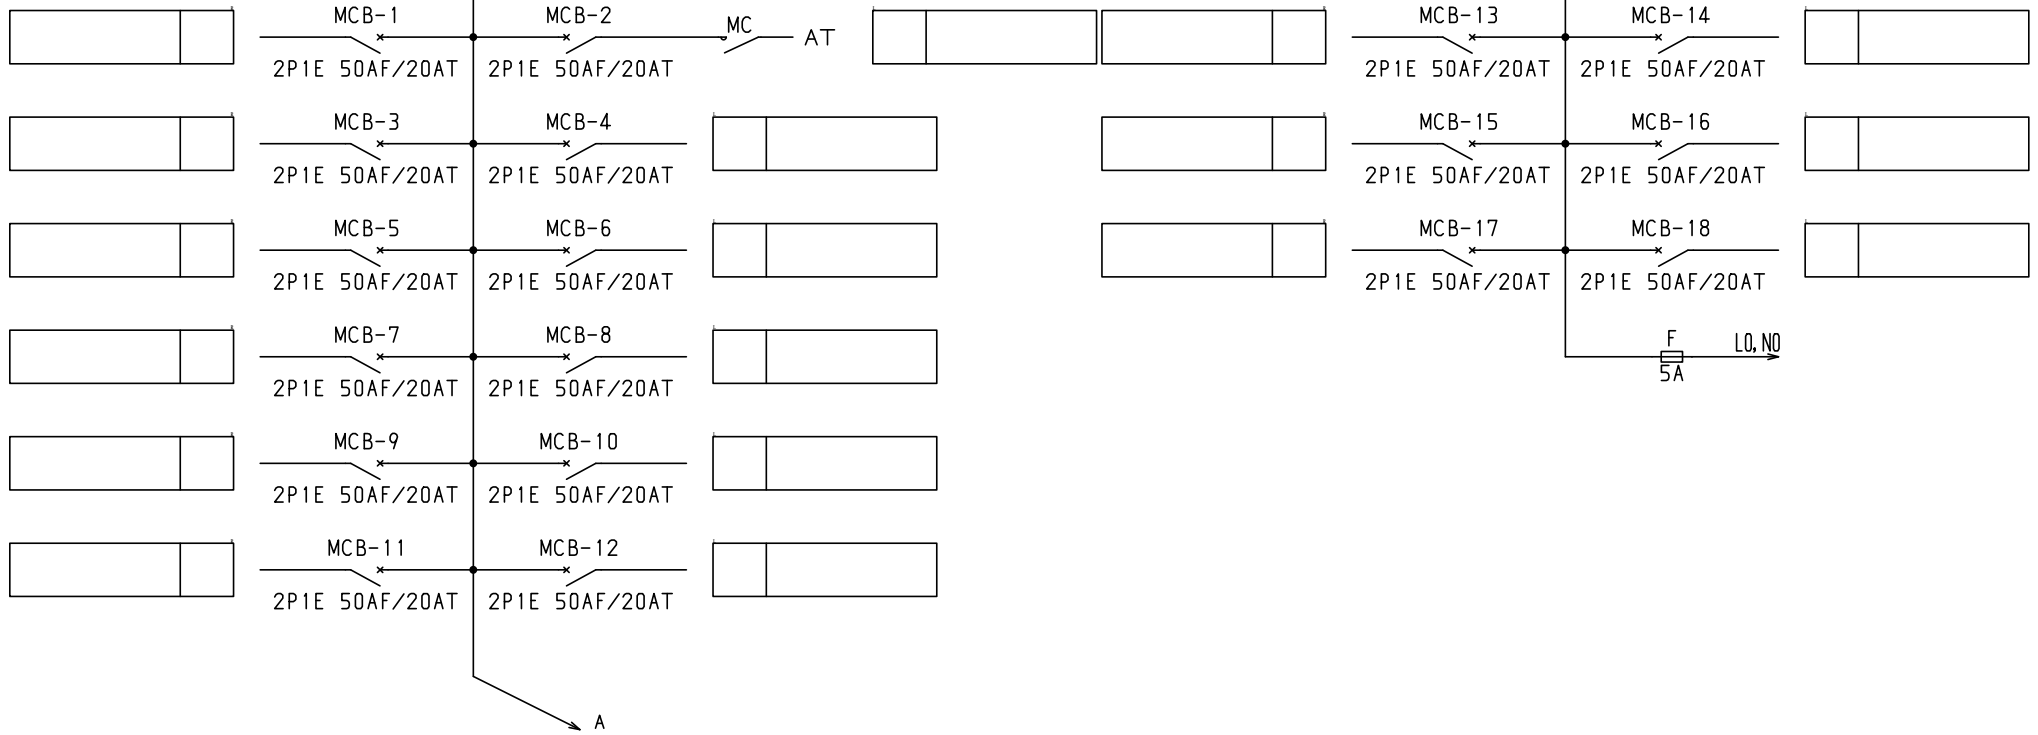 MCB-1 MCB-2 MC AT
2P1E 50AF/20AT 2P1E 50AF/20AT
MCB-3 MCB-4
2P1E 50AF/20AT 2P1E 50AF/20AT
MCB-5 MCB-6
2P1E 50AF/20AT 2P1E 50AF/20AT
MCB-7 MCB-8
2P1E 50AF/20AT 2P1E 50AF/20AT
MCB-9 MCB-10
2P1E 50AF/20AT 2P1E 50AF/20AT
MCB-11 MCB-12
2P1E 50AF/20AT 2P1E 50AF/20AT
A
MCB-13 MCB-14
2P1E 50AF/20AT 2P1E 50AF/20AT
MCB-15 MCB-16
2P1E 50AF/20AT 2P1E 50AF/20AT
MCB-17 MCB-18
2P1E 50AF/20AT 2P1E 50AF/20AT
F L0,N0
5A